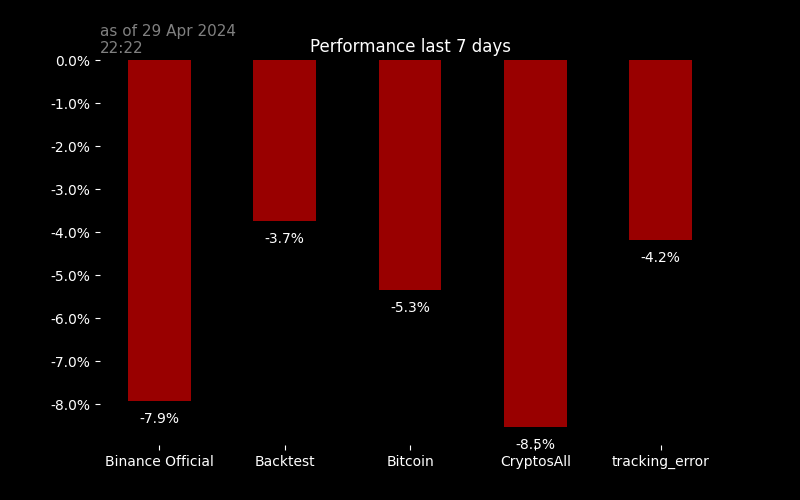 as of 29 Apr 2024
22:22
Performance last 7 days
0.0%
-1.0%
-2.0%
-3.0%
-4.0%
-5.0%
-6.0%
-7.0%
-8.0%
-7.9%
-3.7%
-5.3%
-8.5%
-4.2%
Binance Official
Backtest
Bitcoin
CryptosAll
tracking_error